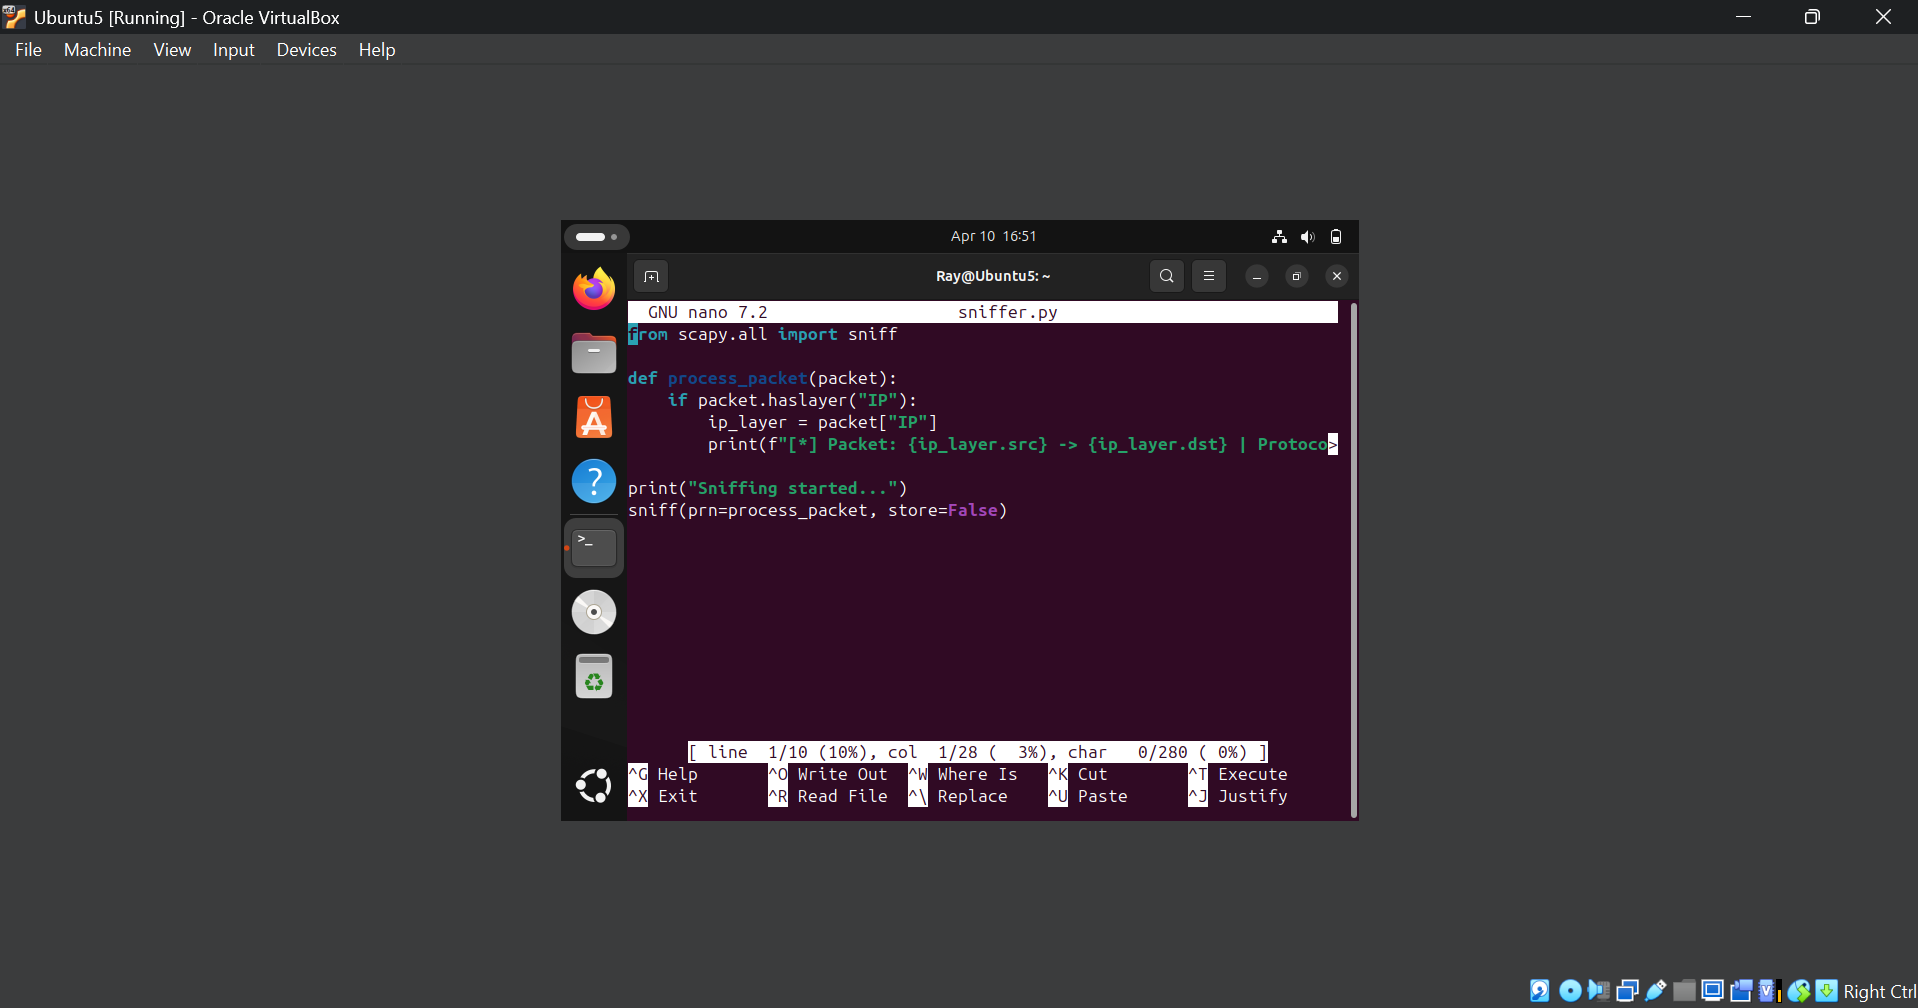 Ubuntu5 [Running] - Oracle VirtualBox
File Machine View Input Devices Help
Apr 10 16:51
Ray@Ubuntu5: ~
GNU nano 7.2 sniffer.py
from scapy.all import sniff
def process_packet(packet):
if packet.haslayer("IP"):
ip_layer = packet["IP"]
print(f"[*] Packet: {ip_layer.src} -> {ip_layer.dst} | Protoco>
print("Sniffing started...")
sniff(prn=process_packet, store=False)
[ line 1/10 (10%), col 1/28 ( 3%), char 0/280 ( 0%) ]
^G Help ^O Write Out ^W Where Is ^K Cut ^T Execute
^X Exit ^R Read File ^\ Replace ^U Paste ^J Justify
Right Ctrl